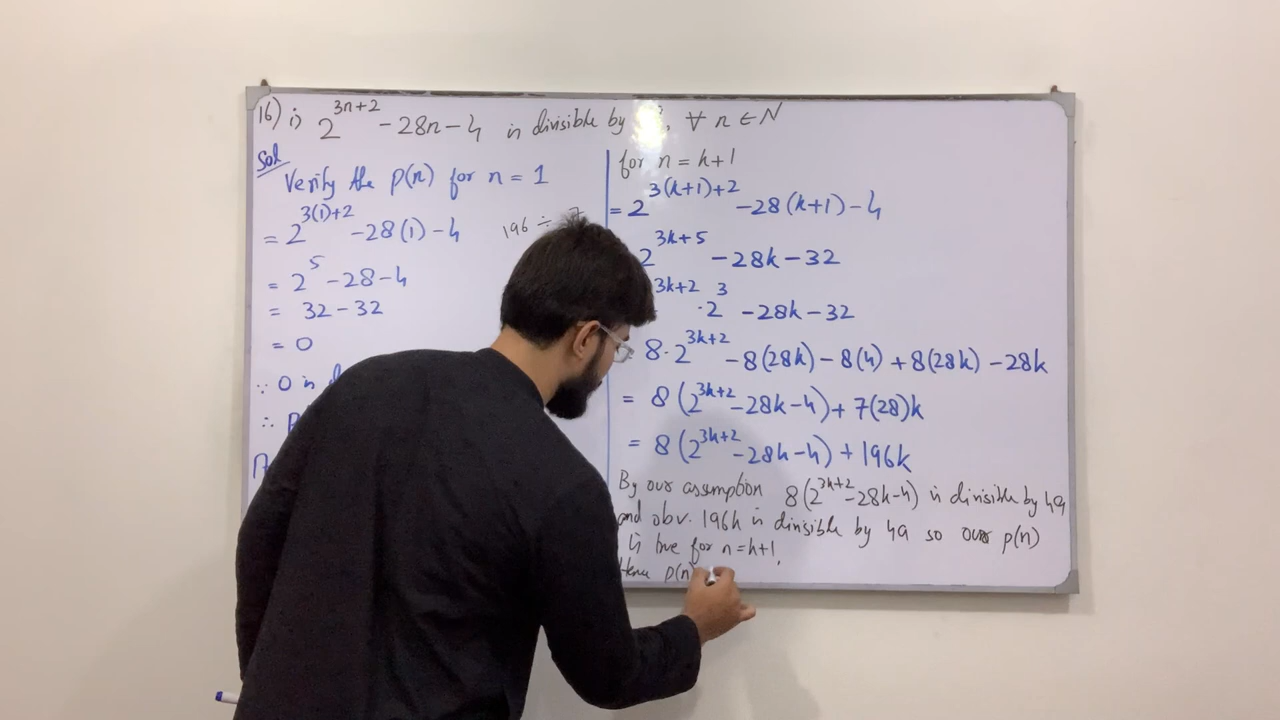 16) i) 2^{3n+2} - 28n - 4 is divisible by , ∀ n ∈ N
Sol
Verify the p(n) for n = 1
= 2^{3(1)+2} - 28(1) - 4
196 ÷ 7
= 2^5 - 28 - 4
= 32 - 32
= 0
∵ 0 is
∴
for n = k+1
= 2^{3(k+1)+2} - 28(k+1) - 4
2^{3k+5} - 28k - 32
3k+2 · 2^3 - 28k - 32
8 · 2^{3k+2} - 8(28k) - 8(4) + 8(28k) - 28k
= 8(2^{3k+2} - 28k - 4) + 7(28)k
= 8(2^{3k+2} - 28k - 4) + 196k
By our assumption 8(2^{3k+2} - 28k - 4) is divisible by 49
and obv. 196k is divisible by 49 so our p(n)
is true for n = k+1,
Hence p(n)